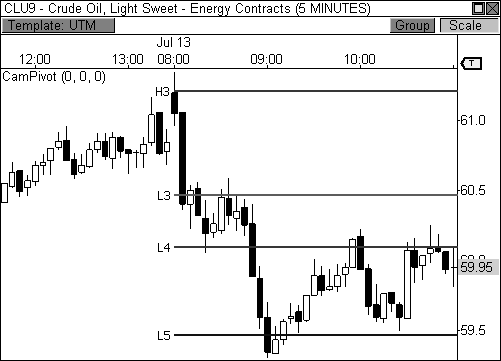 CLU9 - Crude Oil, Light Sweet - Energy Contracts (5 MINUTES)
Template: UTM Group Scale
Jul 13
12:00 13:00 08:00 09:00 10:00
T
CamPivot (0, 0, 0)
H3
61.0
L3
60.5
L4
59.95
L5
59.5